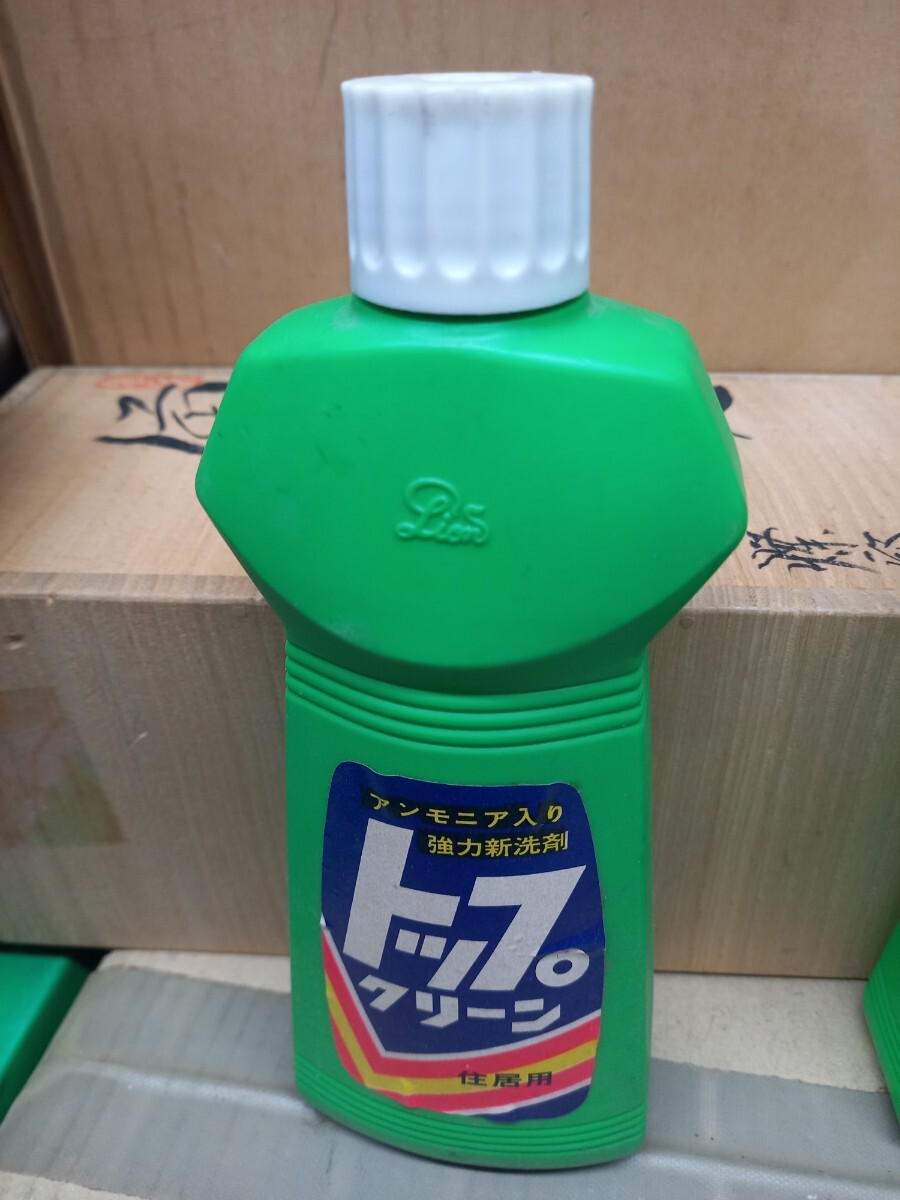 Lion
アンモニア入り
強力新洗剤
トップ
クリーン
住居用